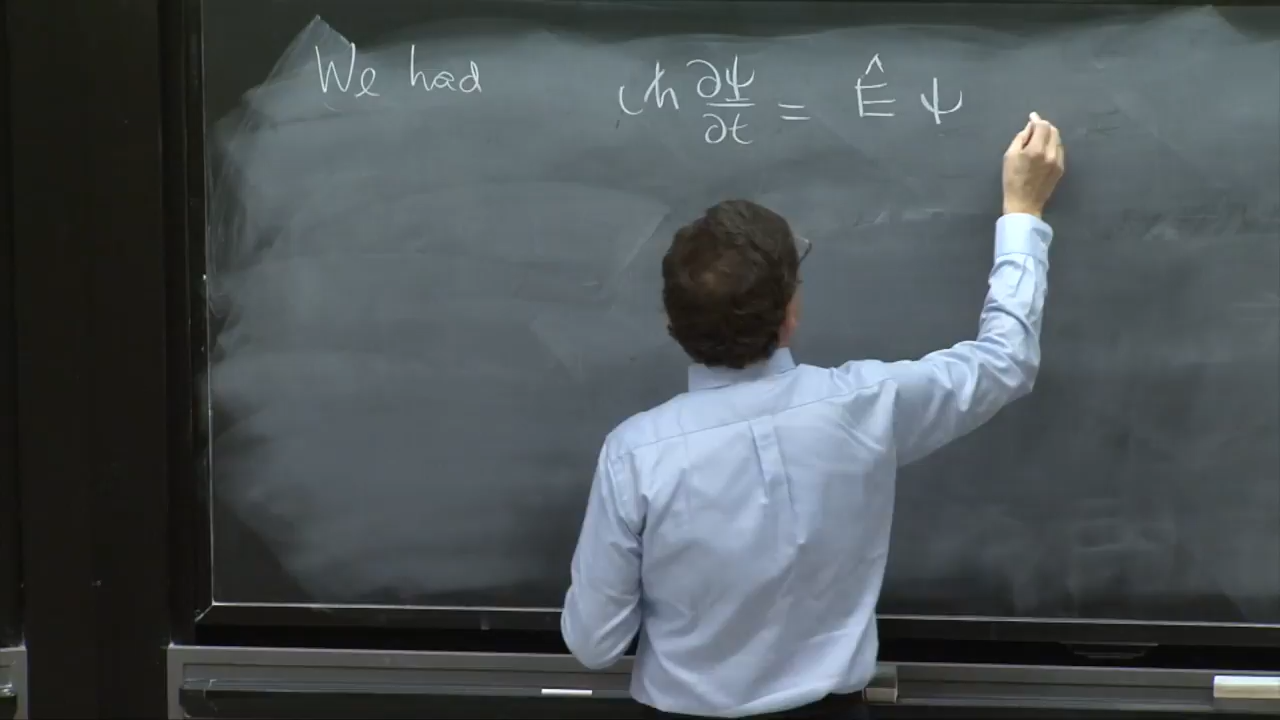 We had iħ ∂Ψ/∂t = Ê Ψ